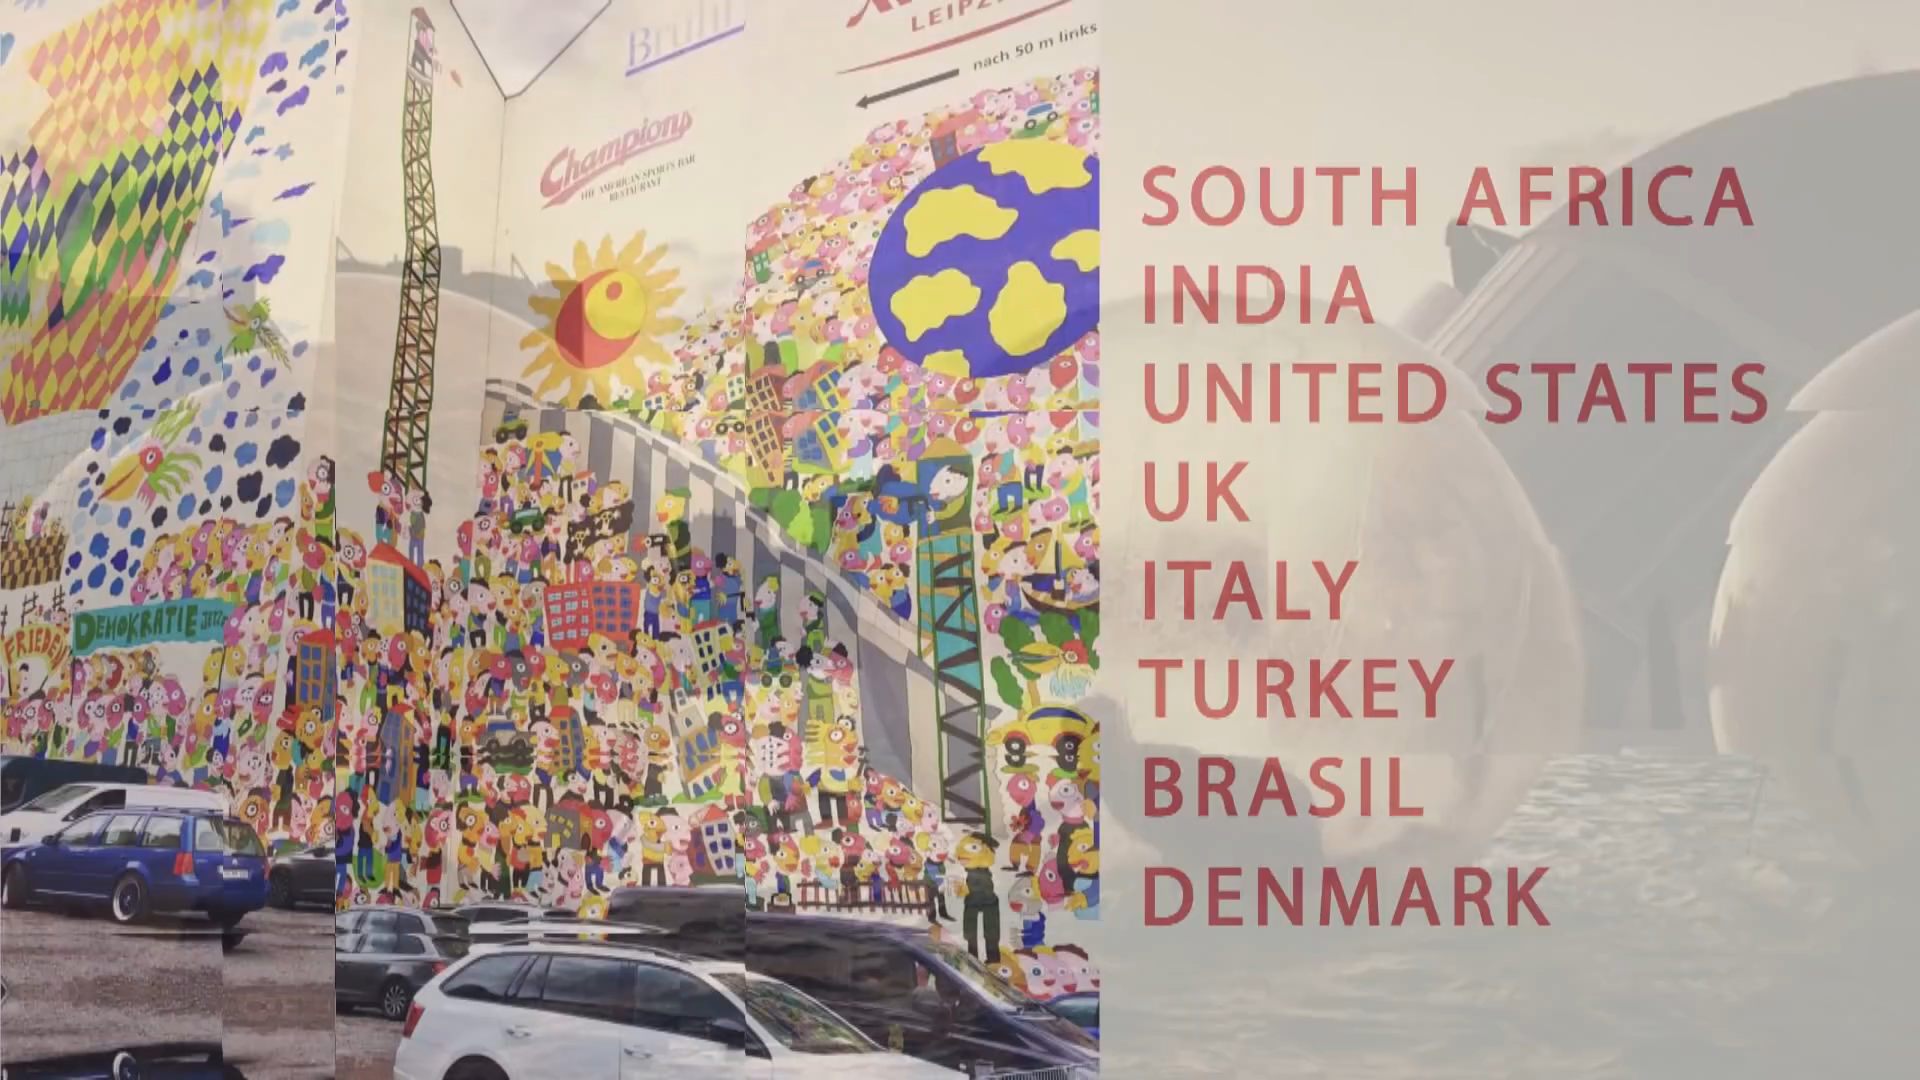 Brühl
LEIPZIG
nach 50 m links
Champions
THE AMERICAN SPORTS BAR
RESTAURANT
DEMOKRATIE JETZT
FRIEDEN
SOUTH AFRICA
INDIA
UNITED STATES
UK
ITALY
TURKEY
BRASIL
DENMARK